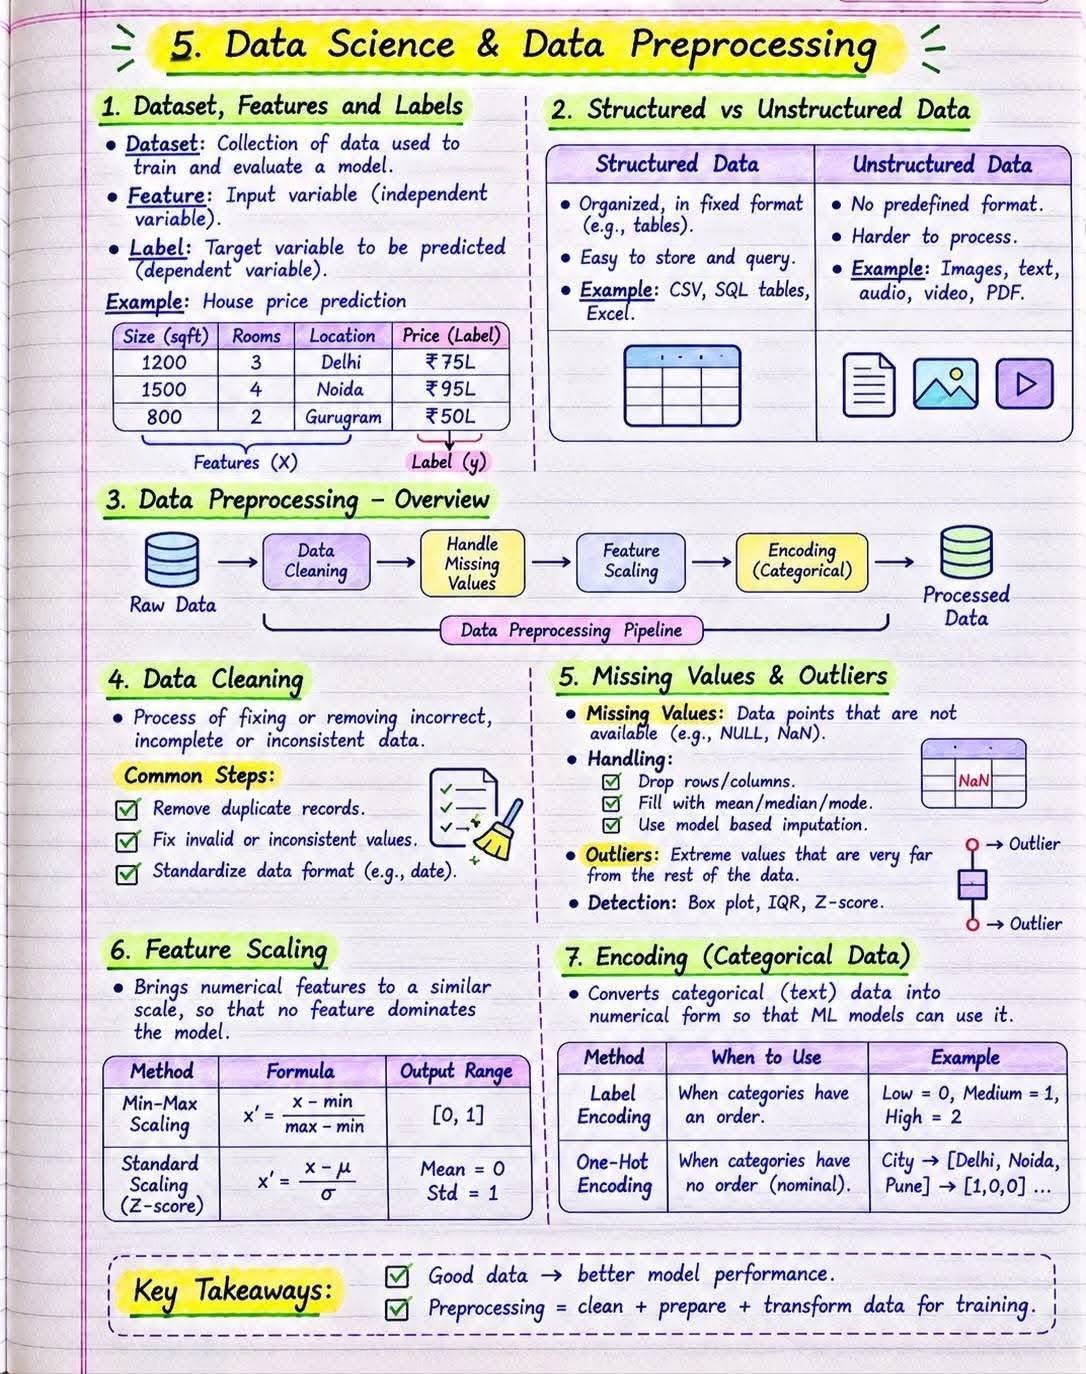 5. Data Science & Data Preprocessing
1. Dataset, Features and Labels
• Dataset: Collection of data used to
train and evaluate a model.
• Feature: Input variable (independent
variable).
• Label: Target variable to be predicted
(dependent variable).
Example: House price prediction
Size (sqft) Rooms Location Price (Label)
1200 3 Delhi ₹75L
1500 4 Noida ₹95L
800 2 Gurugram ₹50L
Features (X) Label (y)
2. Structured vs Unstructured Data
Structured Data
• Organized, in fixed format
(e.g., tables).
• Easy to store and query.
• Example: CSV, SQL tables,
Excel.
Unstructured Data
• No predefined format.
• Harder to process.
• Example: Images, text,
audio, video, PDF.
3. Data Preprocessing – Overview
Raw Data
Data
Cleaning
Handle
Missing
Values
Feature
Scaling
Encoding
(Categorical)
Processed
Data
Data Preprocessing Pipeline
4. Data Cleaning
• Process of fixing or removing incorrect,
incomplete or inconsistent data.
Common Steps:
☑ Remove duplicate records.
☑ Fix invalid or inconsistent values.
☑ Standardize data format (e.g., date).
5. Missing Values & Outliers
• Missing Values: Data points that are not
available (e.g., NULL, NaN).
• Handling:
☑ Drop rows/columns.
☑ Fill with mean/median/mode.
☑ Use model based imputation.
NaN
• Outliers: Extreme values that are very far
from the rest of the data.
• Detection: Box plot, IQR, Z-score.
→ Outlier
→ Outlier
6. Feature Scaling
• Brings numerical features to a similar
scale, so that no feature dominates
the model.
Method Formula Output Range
Min-Max
Scaling
x' = (x – min) / (max – min)
[0, 1]
Standard
Scaling
(Z-score)
x' = (x – μ) / σ
Mean = 0
Std = 1
7. Encoding (Categorical Data)
• Converts categorical (text) data into
numerical form so that ML models can use it.
Method When to Use Example
Label
Encoding
When categories have
an order.
Low = 0, Medium = 1,
High = 2
One-Hot
Encoding
When categories have
no order (nominal).
City → [Delhi, Noida,
Pune] → [1,0,0] ...
Key Takeaways:
☑ Good data → better model performance.
☑ Preprocessing = clean + prepare + transform data for training.